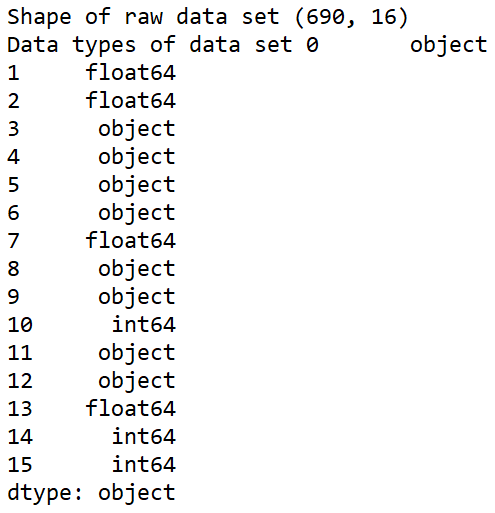 Shape of raw data set (690, 16)
Data types of data set 0       object
1     float64
2     float64
3      object
4      object
5      object
6      object
7     float64
8      object
9      object
10      int64
11     object
12     object
13    float64
14      int64
15      int64
dtype: object